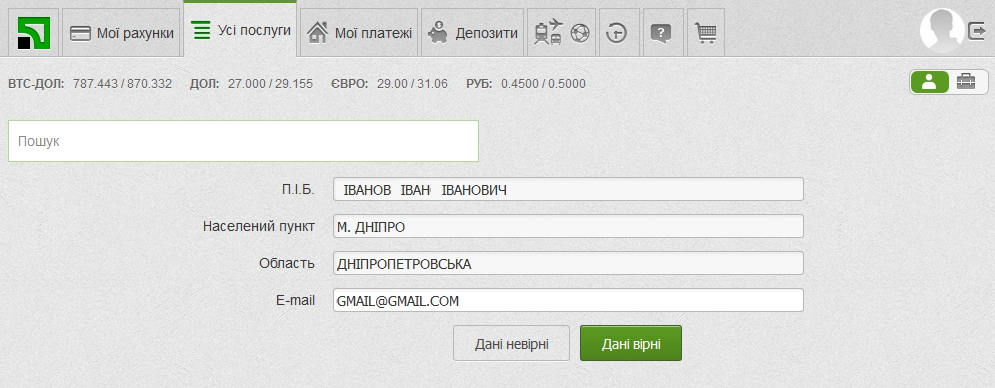 Мої рахунки Усі послуги Мої платежі Депозити
BTC-ДОЛ: 787.443 / 870.332 ДОЛ: 27.000 / 29.155 ЄВРО: 29.00 / 31.06 РУБ: 0.4500 / 0.5000
Пошук
П.І.Б. ІВАНОВ ІВАН ІВАНОВИЧ
Населений пункт М. ДНІПРО
Область ДНІПРОПЕТРОВСЬКА
E-mail GMAIL@GMAIL.COM
Дані невірні Дані вірні